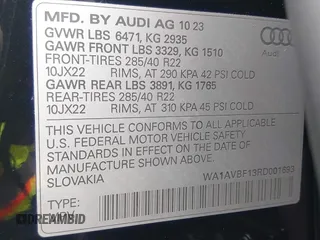 MFD. BY AUDI AG 10 23
GVWR LBS 6471, KG 2935
GAWR FRONT LBS 3329, KG 1510
FRONT-TIRES 285/40 R22
10JX22 RIMS, AT 290 KPA 42 PSI COLD
GAWR REAR LBS 3891, KG 1765
REAR-TIRES 285/40 R22
10JX22 RIMS, AT 310 KPA 45 PSI COLD
THIS VEHICLE CONFORMS TO ALL APPLICABLE
U.S. FEDERAL MOTOR VEHICLE SAFETY STANDARDS
IN EFFECT ON THE DATE OF
MANUFACTURE SHOWN ABOVE.
SLOVAKIA
TYPE:
DREAMBID